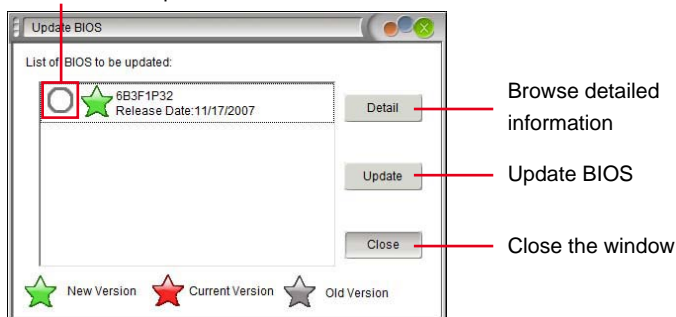 Update BIOS
List of BIOS to be updated:
6B3F1P32
Release Date:11/17/2007
Detail
Update
Close
New Version
Current Version
Old Version
Browse detailed
information
Update BIOS
Close the window